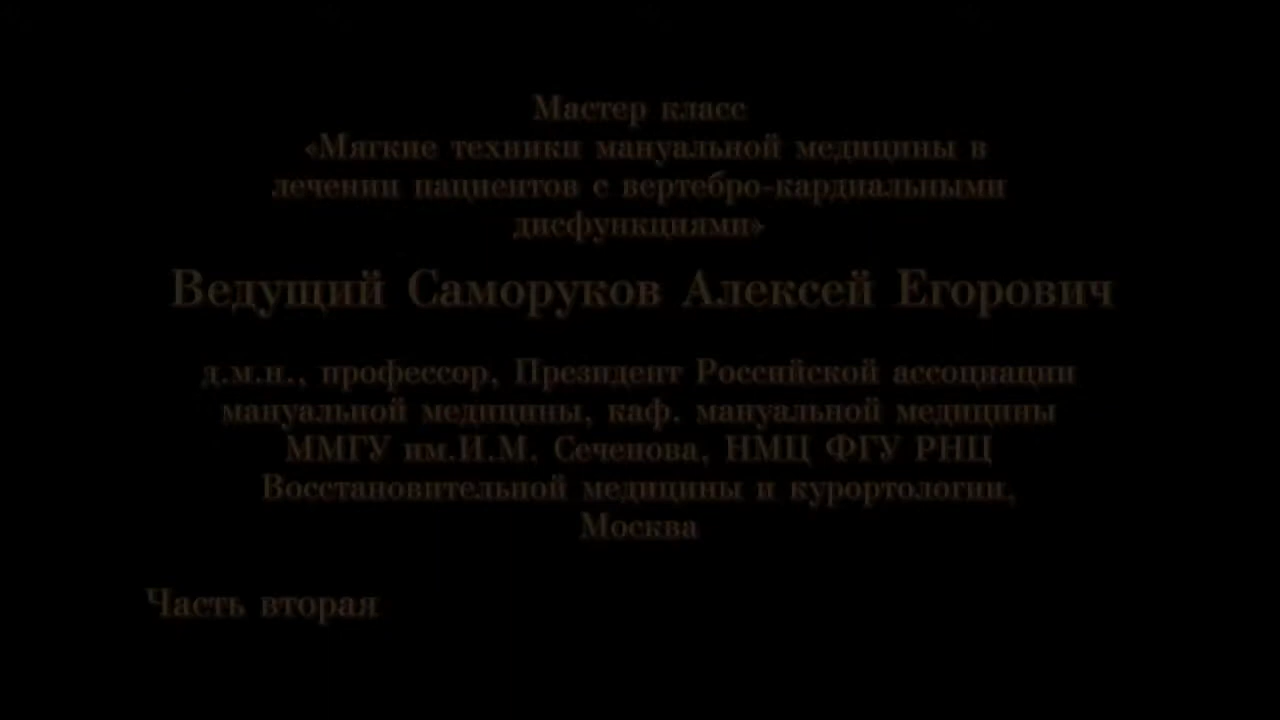 Мастер класс
«Мягкие техники мануальной медицины в
лечении пациентов с вертебро-кардиальными
дисфункциями»
Ведущий Саморуков Алексей Егорович
д.м.н., профессор, Президент Российской ассоциации
мануальной медицины, каф. мануальной медицины
ММГУ им.И.М. Сеченова, НМЦ ФГУ РНЦ
Восстановительной медицины и курортологии,
Москва
Часть вторая